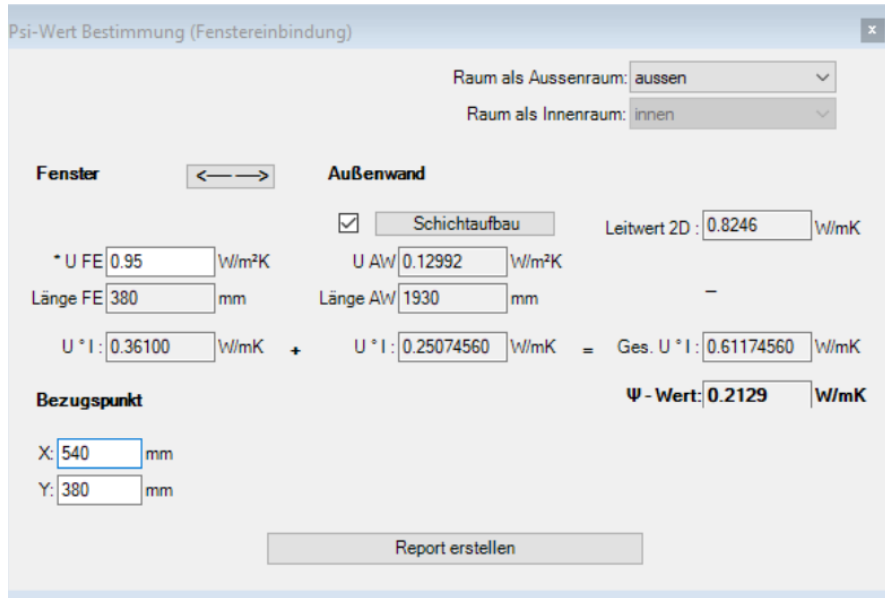 Psi-Wert Bestimmung (Fenstereinbindung) x
Raum als Aussenraum: aussen
Raum als Innenraum: innen
Fenster <-- --> Außenwand
Schichtaufbau Leitwert 2D : 0.8246 W/mK
* U FE 0.95 W/m²K U AW 0.12992 W/m²K
Länge FE 380 mm Länge AW 1930 mm –
U * l : 0.36100 W/mK + U * l : 0.25074560 W/mK = Ges. U * l : 0.61174560 W/mK
Ψ - Wert: 0.2129 W/mK
Bezugspunkt
X: 540 mm
Y: 380 mm
Report erstellen